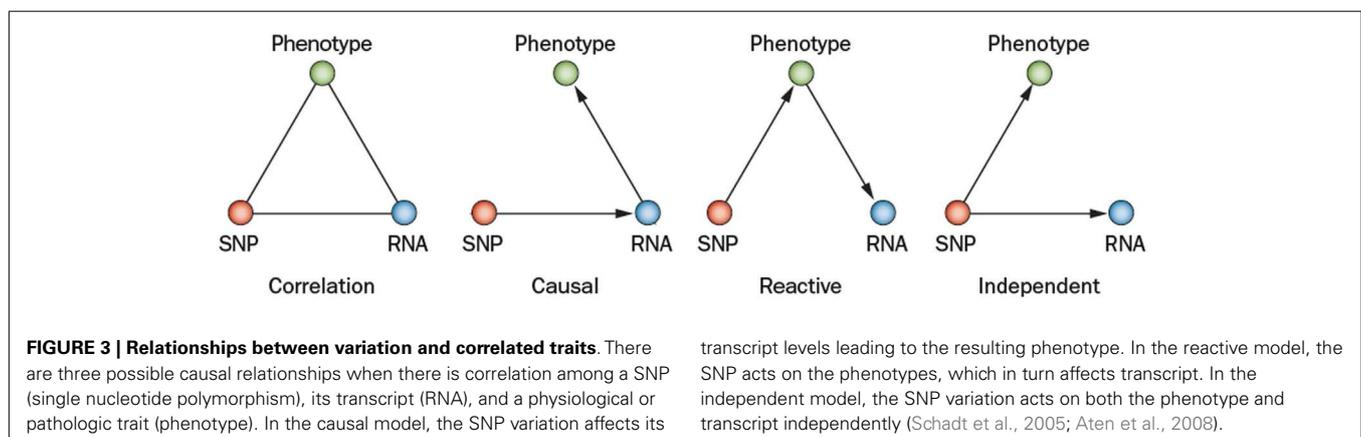 Phenotype Phenotype Phenotype Phenotype
SNP RNA SNP RNA SNP RNA SNP RNA
Correlation Causal Reactive Independent
FIGURE 3 | Relationships between variation and correlated traits. There
are three possible causal relationships when there is correlation among a SNP
(single nucleotide polymorphism), its transcript (RNA), and a physiological or
pathologic trait (phenotype). In the causal model, the SNP variation affects its
transcript levels leading to the resulting phenotype. In the reactive model, the
SNP acts on the phenotypes, which in turn affects transcript. In the
independent model, the SNP variation acts on both the phenotype and
transcript independently (Schadt et al., 2005; Aten et al., 2008).